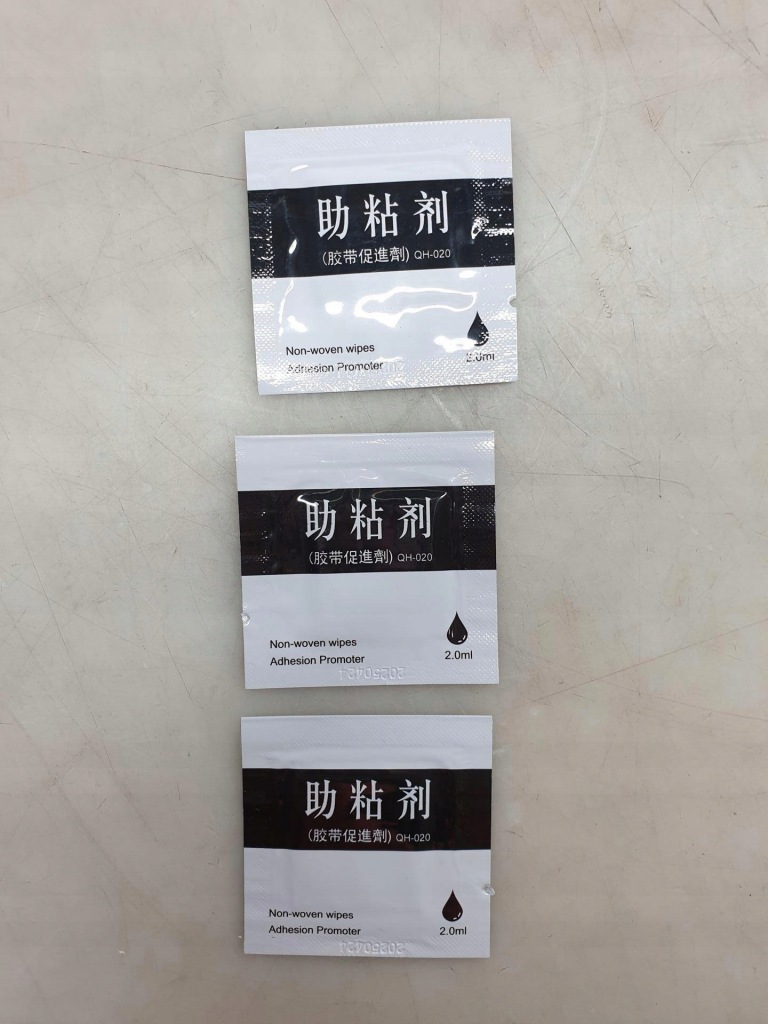 助粘剂
(胶带促進劑) QH-020
Non-woven wipes
Adhesion Promoter
2.0ml
助粘剂
(胶带促進劑) QH-020
Non-woven wipes
Adhesion Promoter
2.0ml
20250424
助粘剂
(胶带促進劑) QH-020
Non-woven wipes
Adhesion Promoter
2.0ml
20250424